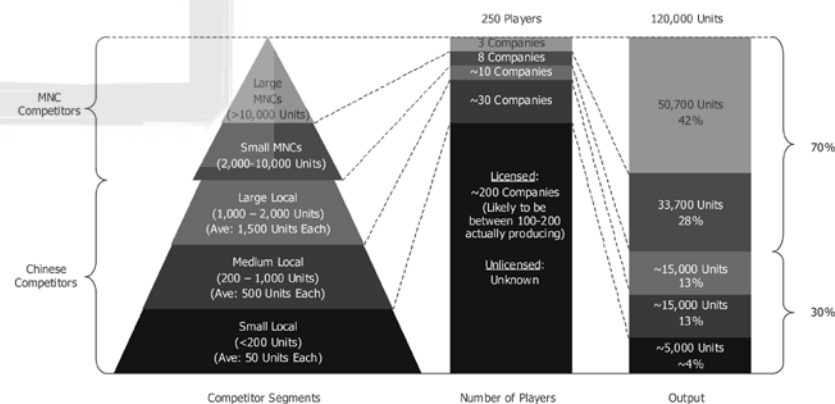 250 Players
120,000 Units
MNC
Competitors
Chinese
Competitors
Large
MNCs
(>10,000 Units)
Small MNCs
(2,000-10,000 Units)
Large Local
(1,000 – 2,000 Units)
(Ave: 1,500 Units Each)
Medium Local
(200 – 1,000 Units)
(Ave: 500 Units Each)
Small Local
(<200 Units)
(Ave: 50 Units Each)
3 Companies
8 Companies
~10 Companies
~30 Companies
Licensed:
~200 Companies
(Likely to be
between 100-200
actually producing)
Unlicensed:
Unknown
50,700 Units
42%
33,700 Units
28%
~15,000 Units
13%
~15,000 Units
13%
~5,000 Units
~4%
70%
30%
Competitor Segments
Number of Players
Output